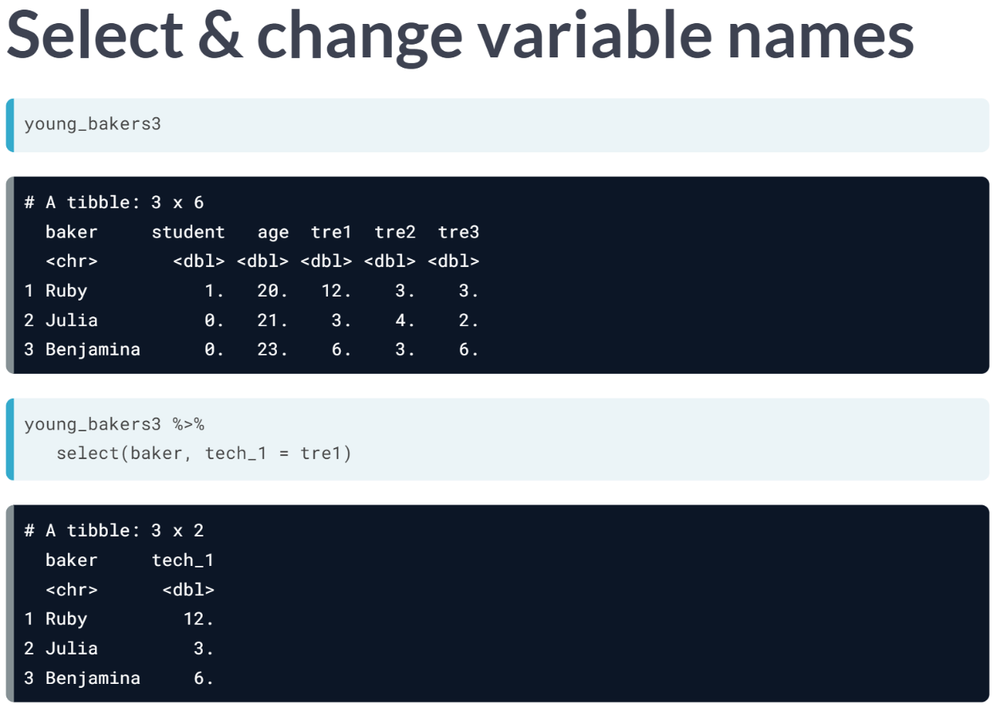 Select & change variable names
young_bakers3
# A tibble: 3 x 6
  baker     student   age  tre1  tre2  tre3
  <chr>       <dbl> <dbl> <dbl> <dbl> <dbl>
1 Ruby           1.   20.   12.    3.    3.
2 Julia          0.   21.    3.    4.    2.
3 Benjamina      0.   23.    6.    3.    6.
young_bakers3 %>%
   select(baker, tech_1 = tre1)
# A tibble: 3 x 2
  baker     tech_1
  <chr>      <dbl>
1 Ruby         12.
2 Julia         3.
3 Benjamina     6.